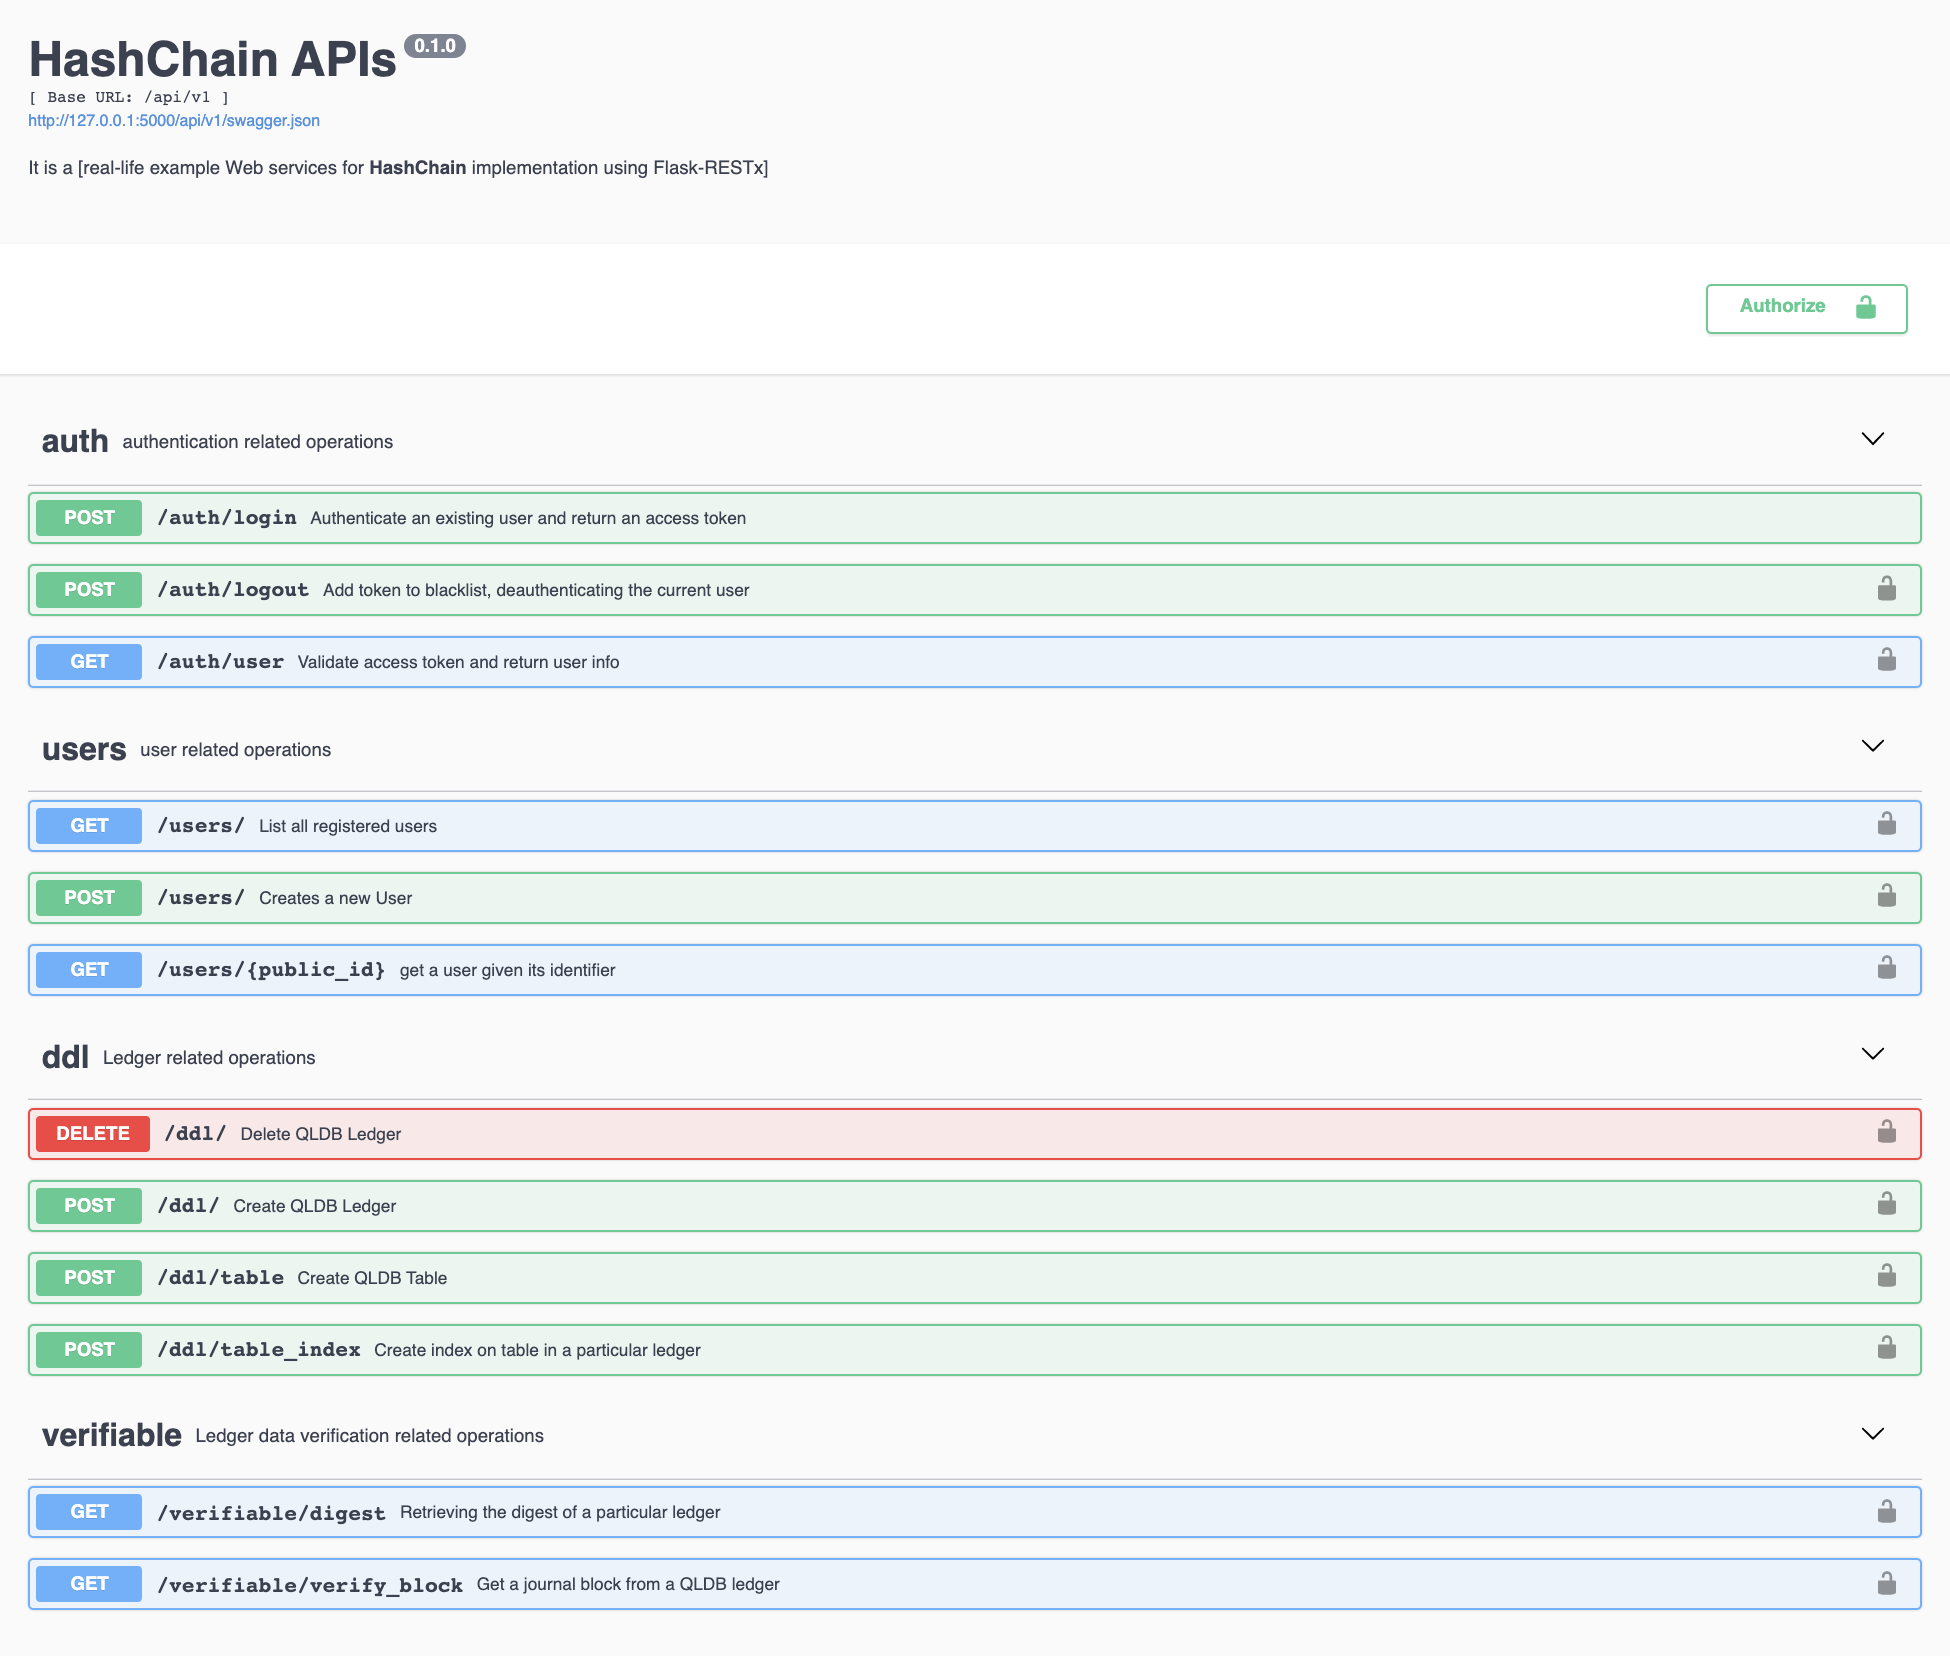 HashChain APIs 0.1.0
[ Base URL: /api/v1 ]
http://127.0.0.1:5000/api/v1/swagger.json
It is a [real-life example Web services for HashChain implementation using Flask-RESTx]
Authorize
auth authentication related operations
POST /auth/login Authenticate an existing user and return an access token
POST /auth/logout Add token to blacklist, deauthenticating the current user
GET /auth/user Validate access token and return user info
users user related operations
GET /users/ List all registered users
POST /users/ Creates a new User
GET /users/{public_id} get a user given its identifier
ddl Ledger related operations
DELETE /ddl/ Delete QLDB Ledger
POST /ddl/ Create QLDB Ledger
POST /ddl/table Create QLDB Table
POST /ddl/table_index Create index on table in a particular ledger
verifiable Ledger data verification related operations
GET /verifiable/digest Retrieving the digest of a particular ledger
GET /verifiable/verify_block Get a journal block from a QLDB ledger